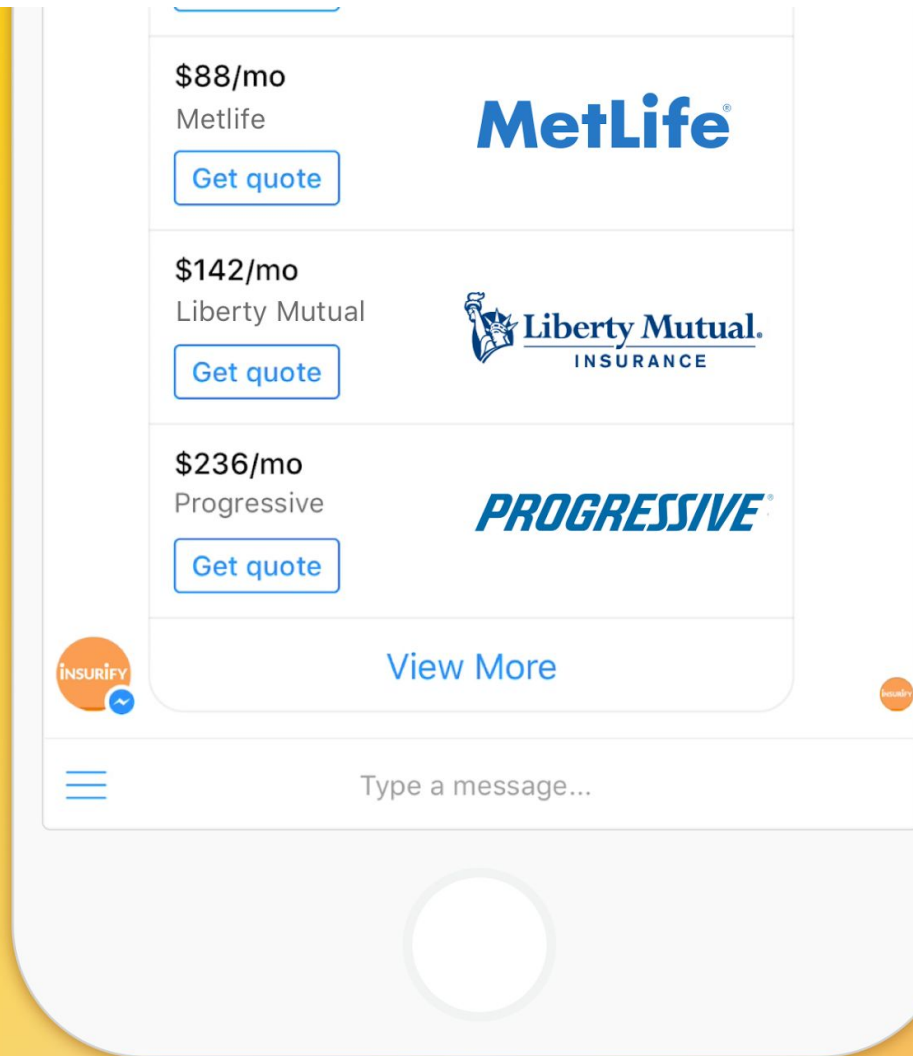 $88/mo
Metlife
MetLife®
Get quote
$142/mo
Liberty Mutual
Liberty Mutual.
INSURANCE
Get quote
$236/mo
Progressive
PROGRESSIVE®
Get quote
iNSURiFY
View More
iNSURiFY
Type a message...